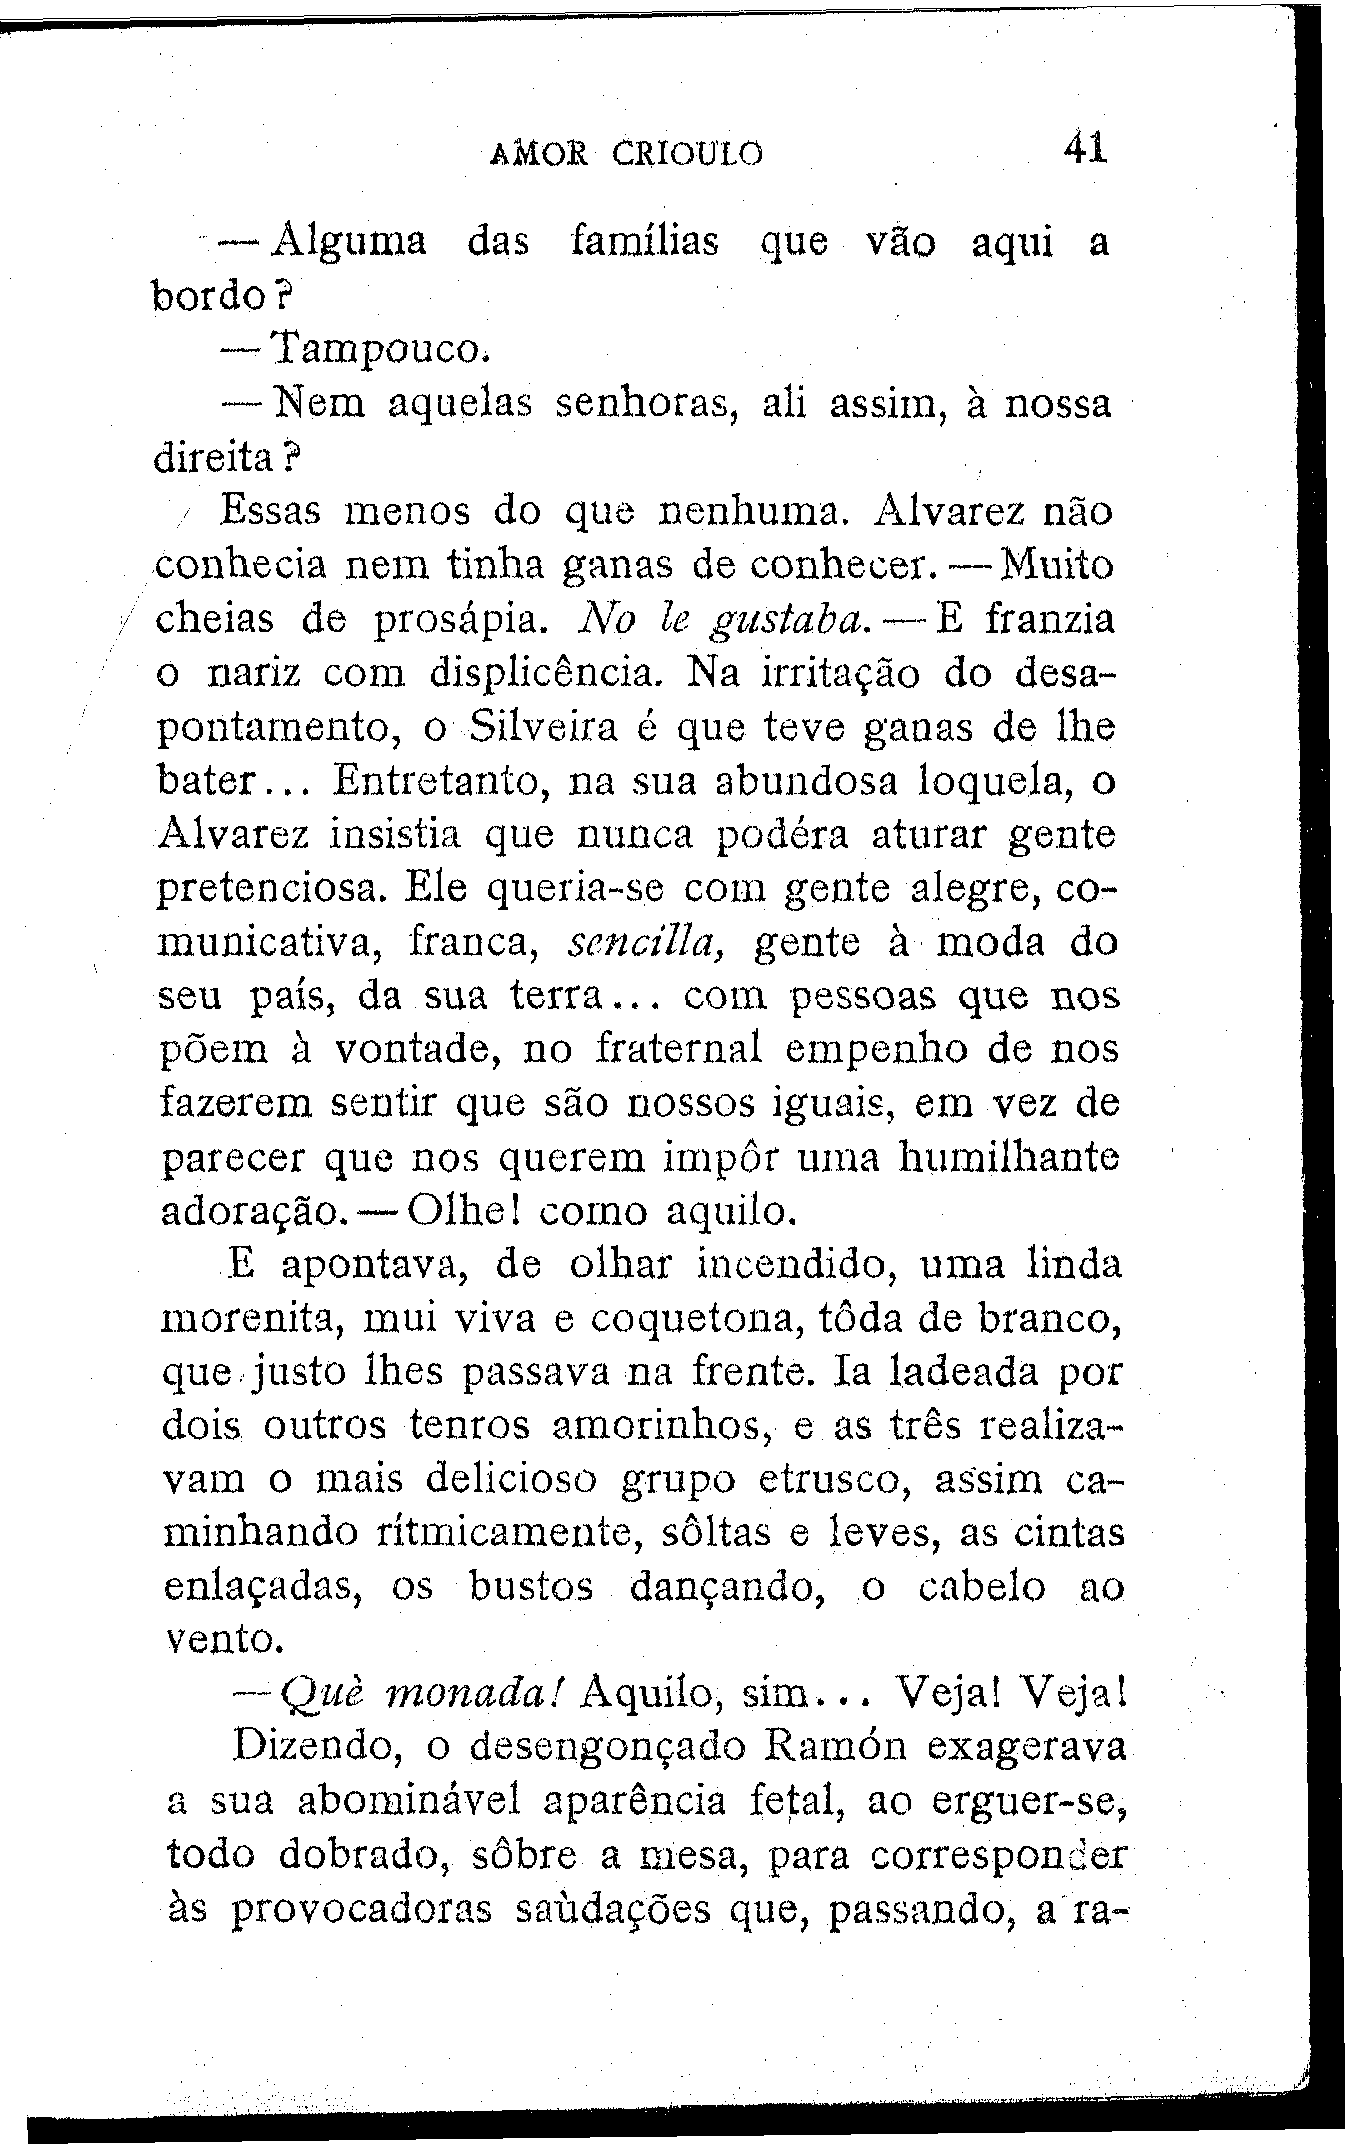 AMOR CRIOULO 41
— Alguma das famílias que vão aqui a
bordo?
— Tampouco.
— Nem aquelas senhoras, ali assim, à nossa
direita?
Essas menos do que nenhuma. Alvarez não
conhecia nem tinha ganas de conhecer. — Muito
cheias de prosápia. No le gustaba. — E franzia
o nariz com displicência. Na irritação do desa-
pontamento, o Silveira é que teve ganas de lhe
bater... Entretanto, na sua abundosa loquela, o
Alvarez insistia que nunca podéra aturar gente
pretenciosa. Ele queria-se com gente alegre, co-
municativa, franca, sencilla, gente à moda do
seu país, da sua terra... com pessoas que nos
põem à vontade, no fraternal empenho de nos
fazerem sentir que são nossos iguais, em vez de
parecer que nos querem impôr uma humilhante
adoração. — Olhe! como aquilo.
E apontava, de olhar incendido, uma linda
morenita, mui viva e coquetona, tôda de branco,
que justo lhes passava na frente. Ia ladeada por
dois outros tenros amorinhos, e as três realiza-
vam o mais delicioso grupo etrusco, assim ca-
minhando rítmicamente, sôltas e leves, as cintas
enlaçadas, os bustos dançando, o cabelo ao
vento.
— Què monada! Aquilo, sim... Veja! Veja!
Dizendo, o desengonçado Ramón exagerava
a sua abominável aparência fetal, ao erguer-se,
todo dobrado, sôbre a mesa, para corresponder
às provocadoras saùdações que, passando, a ra-